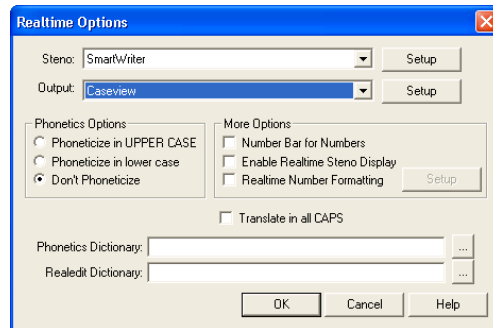 Realtime Options
Steno: SmartWriter Setup
Output: Caseview Setup
Phonetics Options
Phoneticize in UPPER CASE
Phoneticize in lower case
Don't Phoneticize
More Options
Number Bar for Numbers
Enable Realtime Steno Display
Realtime Number Formatting Setup
Translate in all CAPS
Phonetics Dictionary: ...
Realedit Dictionary: ...
OK Cancel Help